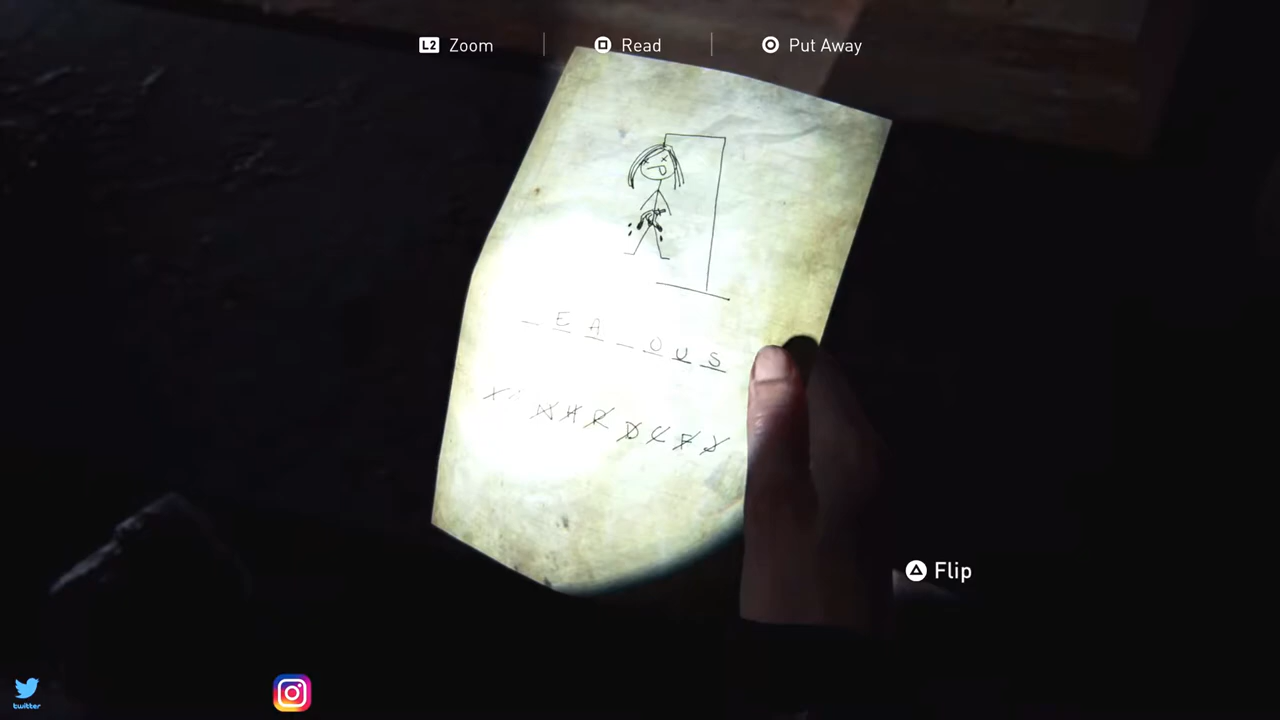 L2 Zoom Read Put Away
_ E A _ O U S
N H R D C F J
Flip
twitter